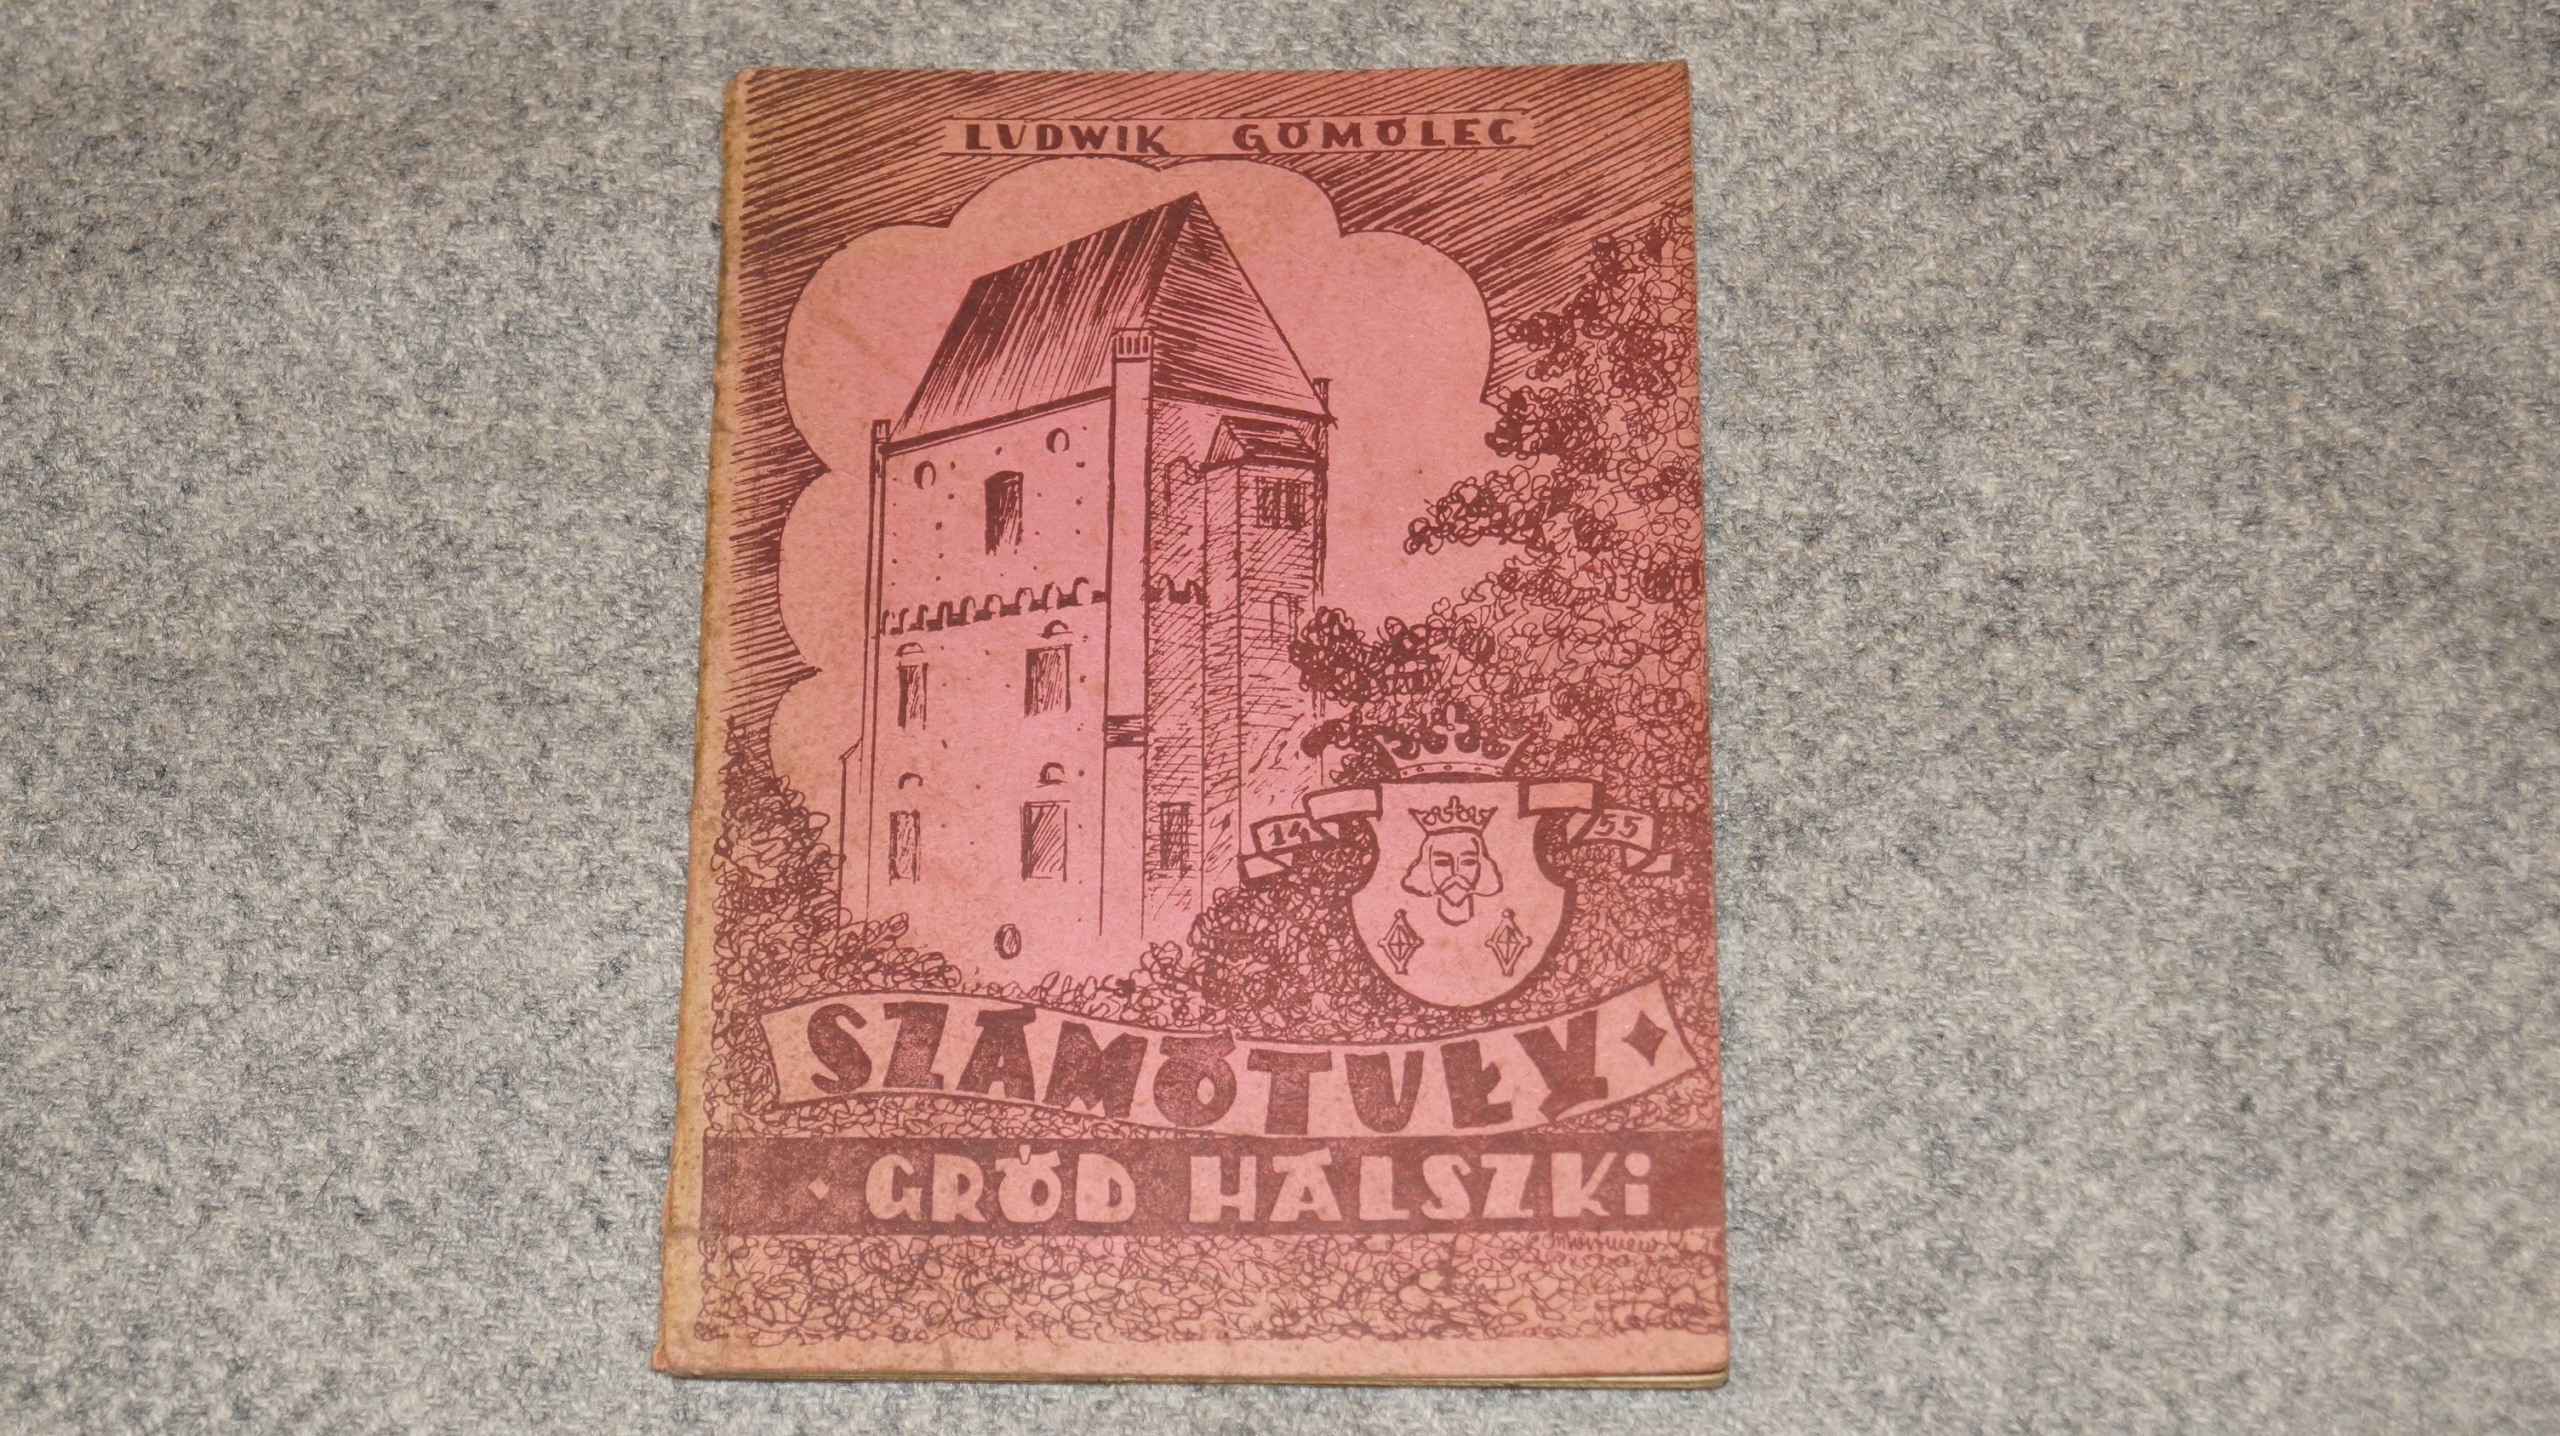 LUDWIK GOMOLEC
14 55
SZAMOTUŁY
GRÓD HALSZKi